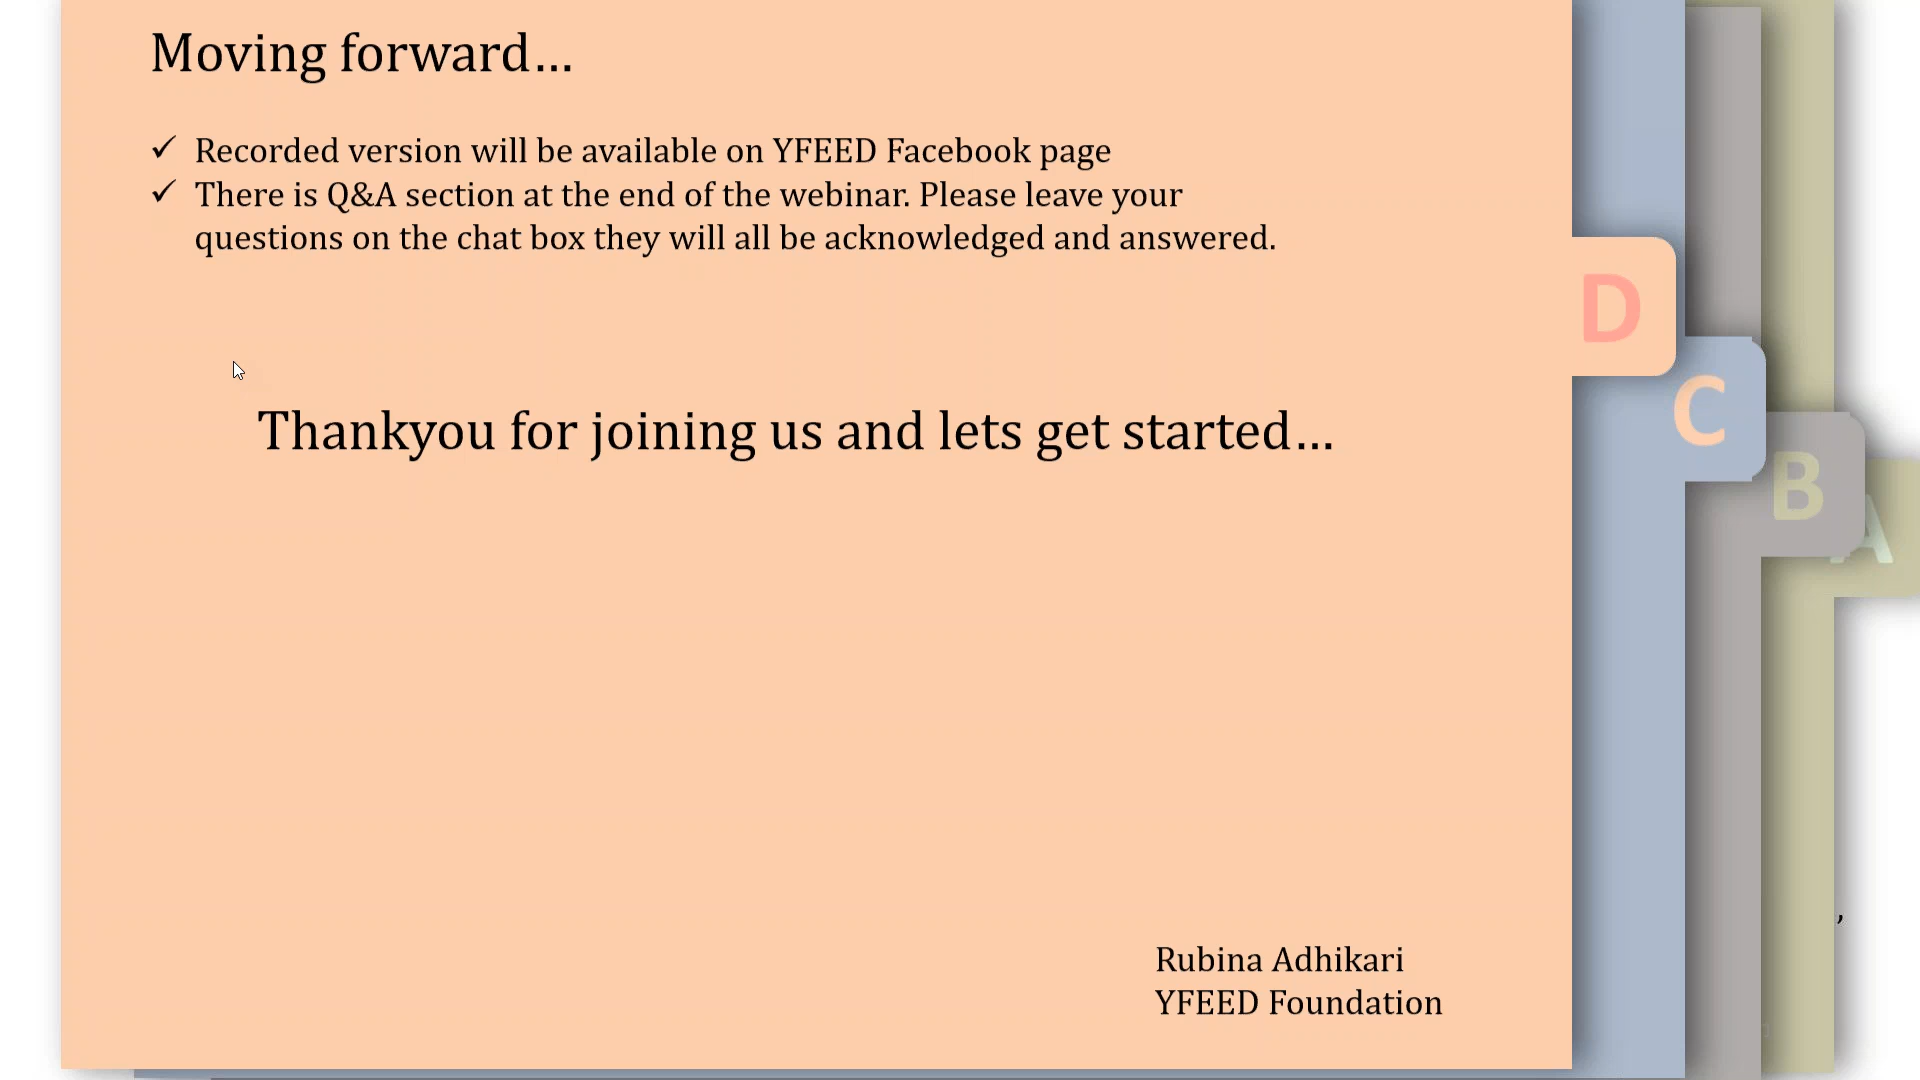 Moving forward…
✓ Recorded version will be available on YFEED Facebook page
✓ There is Q&A section at the end of the webinar. Please leave your
questions on the chat box they will all be acknowledged and answered.
D
C
Thankyou for joining us and lets get started…
B
A
,
Rubina Adhikari
YFEED Foundation